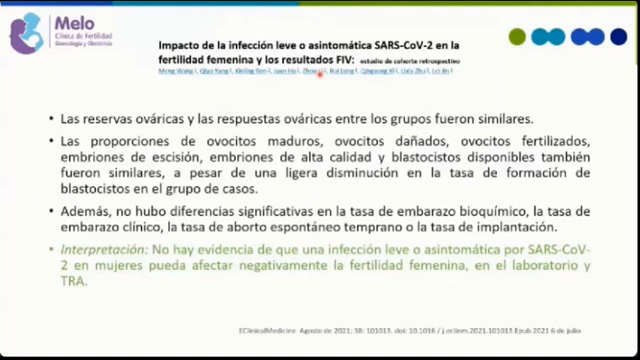 Melo
Clínica de Fertilidad
Ginecología y Obstetricia
Impacto de la infección leve o asintomática SARS-CoV-2 en la
fertilidad femenina y los resultados FIV: estudio de cohorte retrospectivo
Meng Wang
• Las reservas ováricas y las respuestas ováricas entre los grupos fueron similares.
• Las proporciones de ovocitos maduros, ovocitos dañados, ovocitos fertilizados,
embriones de escisión, embriones de alta calidad y blastocistos disponibles también
fueron similares, a pesar de una ligera disminución en la tasa de formación de
blastocistos en el grupo de casos.
• Además, no hubo diferencias significativas en la tasa de embarazo bioquímico, la tasa de
embarazo clínico, la tasa de aborto espontáneo temprano o la tasa de implantación.
• Interpretación: No hay evidencia de que una infección leve o asintomática por SARS-CoV-
2 en mujeres pueda afectar negativamente la fertilidad femenina, en el laboratorio y
TRA.
EClinicalMedicine Agosto de 2021; 38: 101013. doi: 10.1016 / j.eclinm.2021.101013.Epub 2021 6 de julio